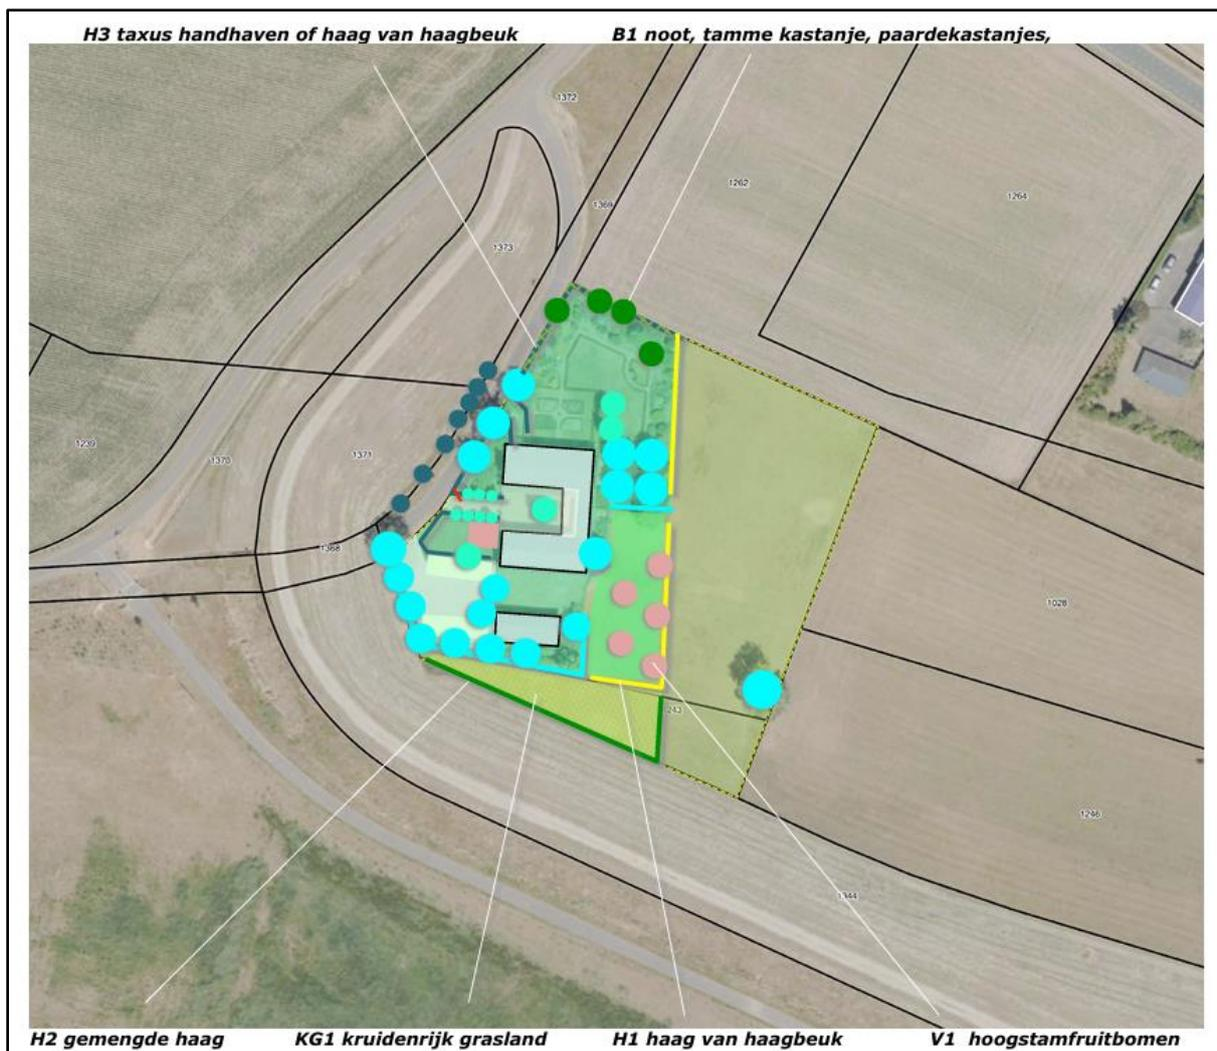 H3 taxus handhaven of haag van haagbeuk
B1 noot, tamme kastanje, paardekastanjes,
1372
1262
1264
1369
1373
1239
1370
1371
1368
1028
243
1246
1344
H2 gemengde haag
KG1 kruidenrijk grasland
H1 haag van haagbeuk
V1 hoogstamfruitbomen